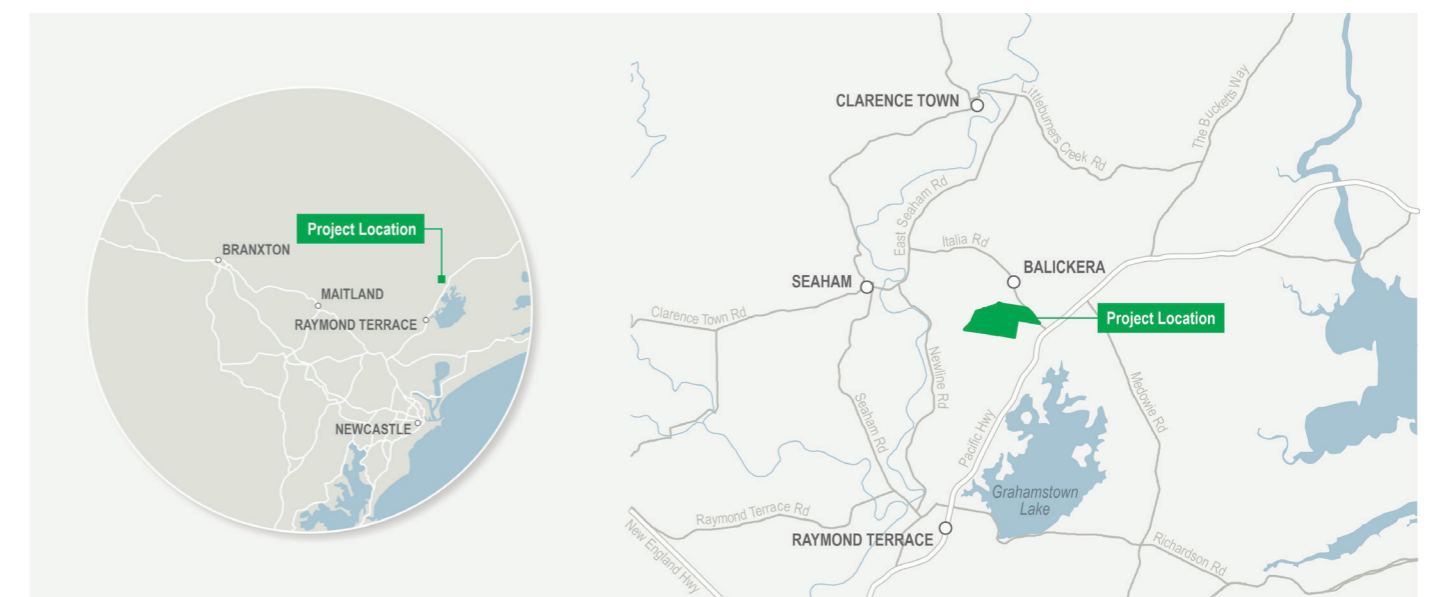 Project Location
BRANXTON
MAITLAND
RAYMOND TERRACE
NEWCASTLE
CLARENCE TOWN
Littleburners Creek Rd
The Bucketts Way
East Seaham Rd
Italia Rd
BALICKERA
SEAHAM
Clarence Town Rd
Project Location
Newline Rd
Seaham Rd
Medowie Rd
Pacific Hwy
Grahamstown
Lake
Raymond Terrace Rd
RAYMOND TERRACE
New England Hwy
Richardson Rd